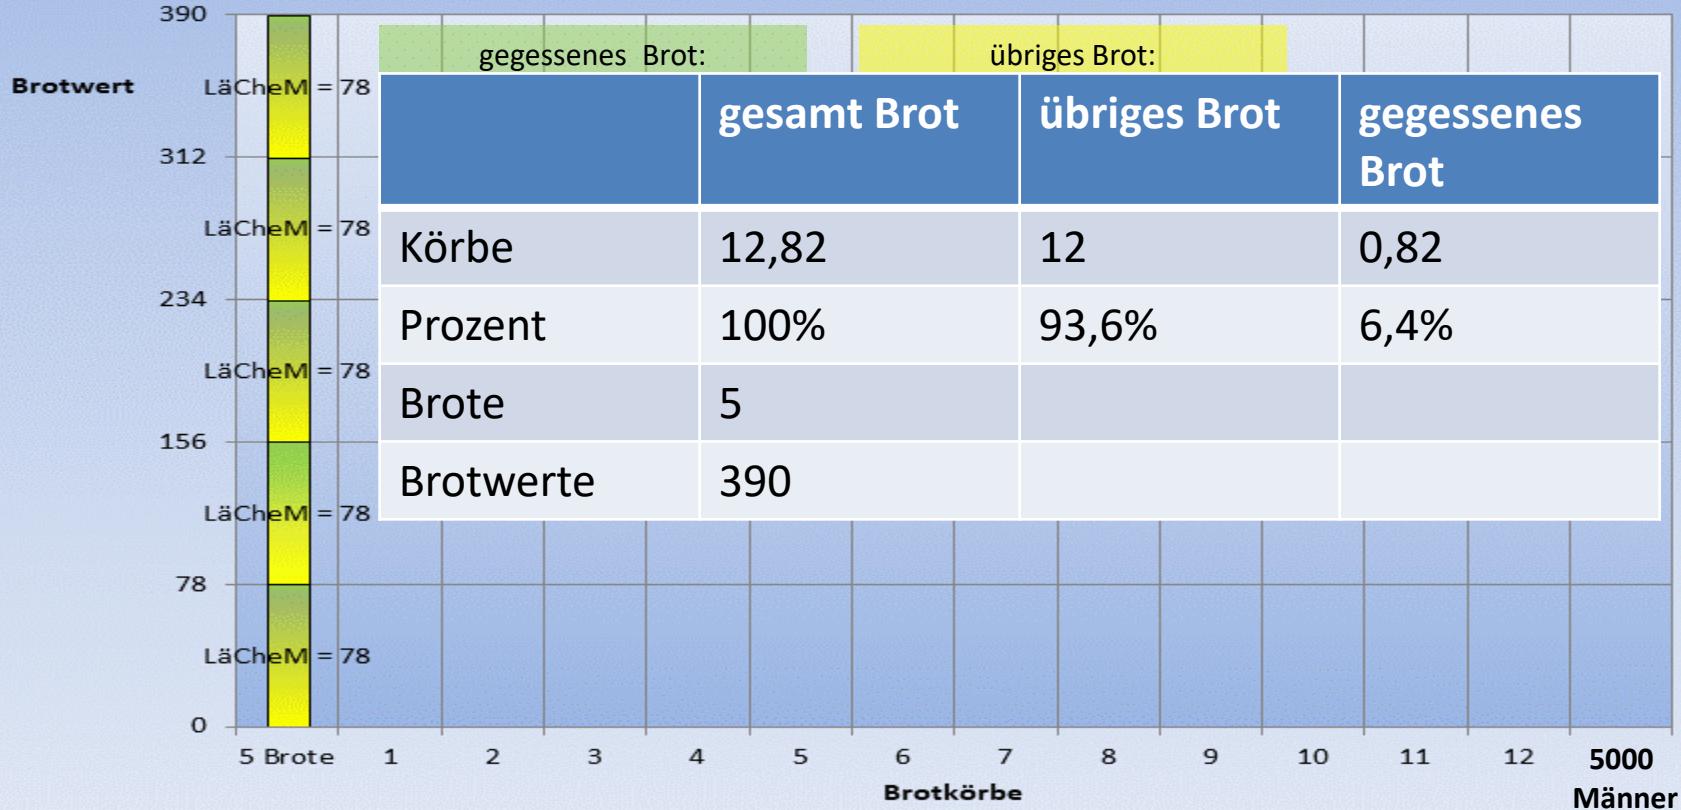 390
gegessenes Brot:
übriges Brot:
Brotwert
LäCheM = 78
gesamt Brot
übriges Brot
gegessenes
Brot
312
LäCheM = 78
Körbe
12,82
12
0,82
234
Prozent
100%
93,6%
6,4%
LäCheM = 78
Brote
5
156
Brotwerte
390
LäCheM = 78
78
LäCheM = 78
0
5 Brote 1 2 3 4 5 6 7 8 9 10 11 12 5000
Männer
Brotkörbe